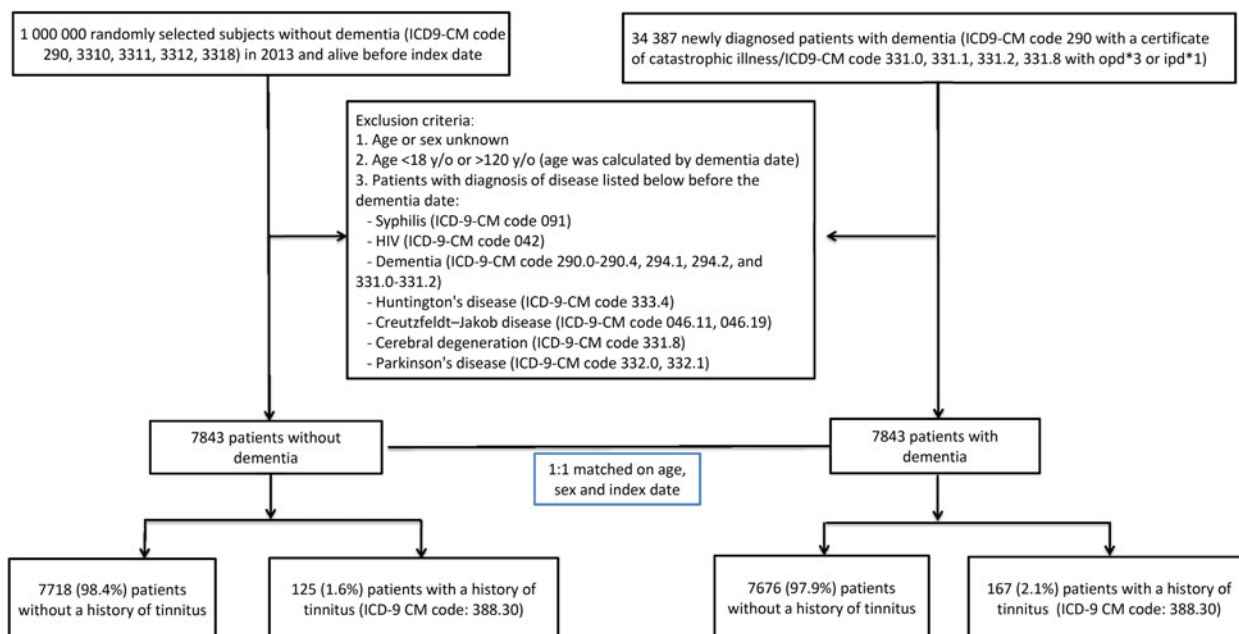 1 000 000 randomly selected subjects without dementia (ICD9-CM code
290, 3310, 3311, 3312, 3318) in 2013 and alive before index date
34 387 newly diagnosed patients with dementia (ICD9-CM code 290 with a certificate
of catastrophic illness/ICD9-CM code 331.0, 331.1, 331.2, 331.8 with opd*3 or ipd*1)
Exclusion criteria:
1. Age or sex unknown
2. Age <18 y/o or >120 y/o (age was calculated by dementia date)
3. Patients with diagnosis of disease listed below before the
dementia date:
- Syphilis (ICD-9-CM code 091)
- HIV (ICD-9-CM code 042)
- Dementia (ICD-9-CM code 290.0-290.4, 294.1, 294.2, and
331.0-331.2)
- Huntington's disease (ICD-9-CM code 333.4)
- Creutzfeldt–Jakob disease (ICD-9-CM code 046.11, 046.19)
- Cerebral degeneration (ICD-9-CM code 331.8)
- Parkinson's disease (ICD-9-CM code 332.0, 332.1)
7843 patients without
dementia
7843 patients with
dementia
1:1 matched on age,
sex and index date
7718 (98.4%) patients
without a history of tinnitus
125 (1.6%) patients with a history of
tinnitus (ICD-9 CM code: 388.30)
7676 (97.9%) patients
without a history of tinnitus
167 (2.1%) patients with a history of
tinnitus (ICD-9 CM code: 388.30)